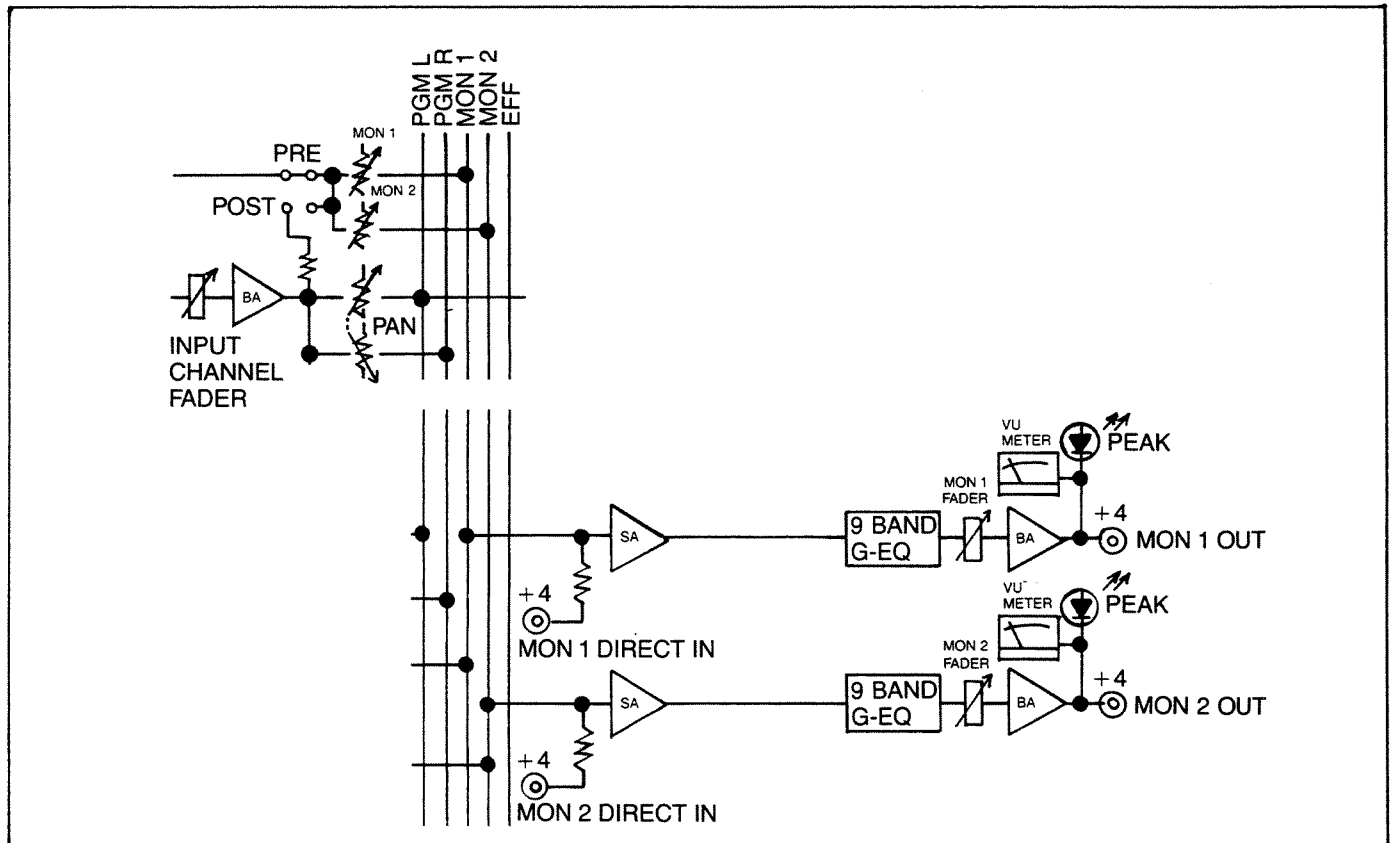 PGM L
PGM R
MON 1
MON 2
EFF
MON 1
PRE
MON 2
POST
BA
PAN
INPUT
CHANNEL
FADER
VU
METER
PEAK
MON 1
FADER
+4
SA
9 BAND
G-EQ
BA
MON 1 OUT
+4
MON 1 DIRECT IN
VU
METER
PEAK
MON 2
FADER
+4
SA
9 BAND
G-EQ
BA
MON 2 OUT
+4
MON 2 DIRECT IN